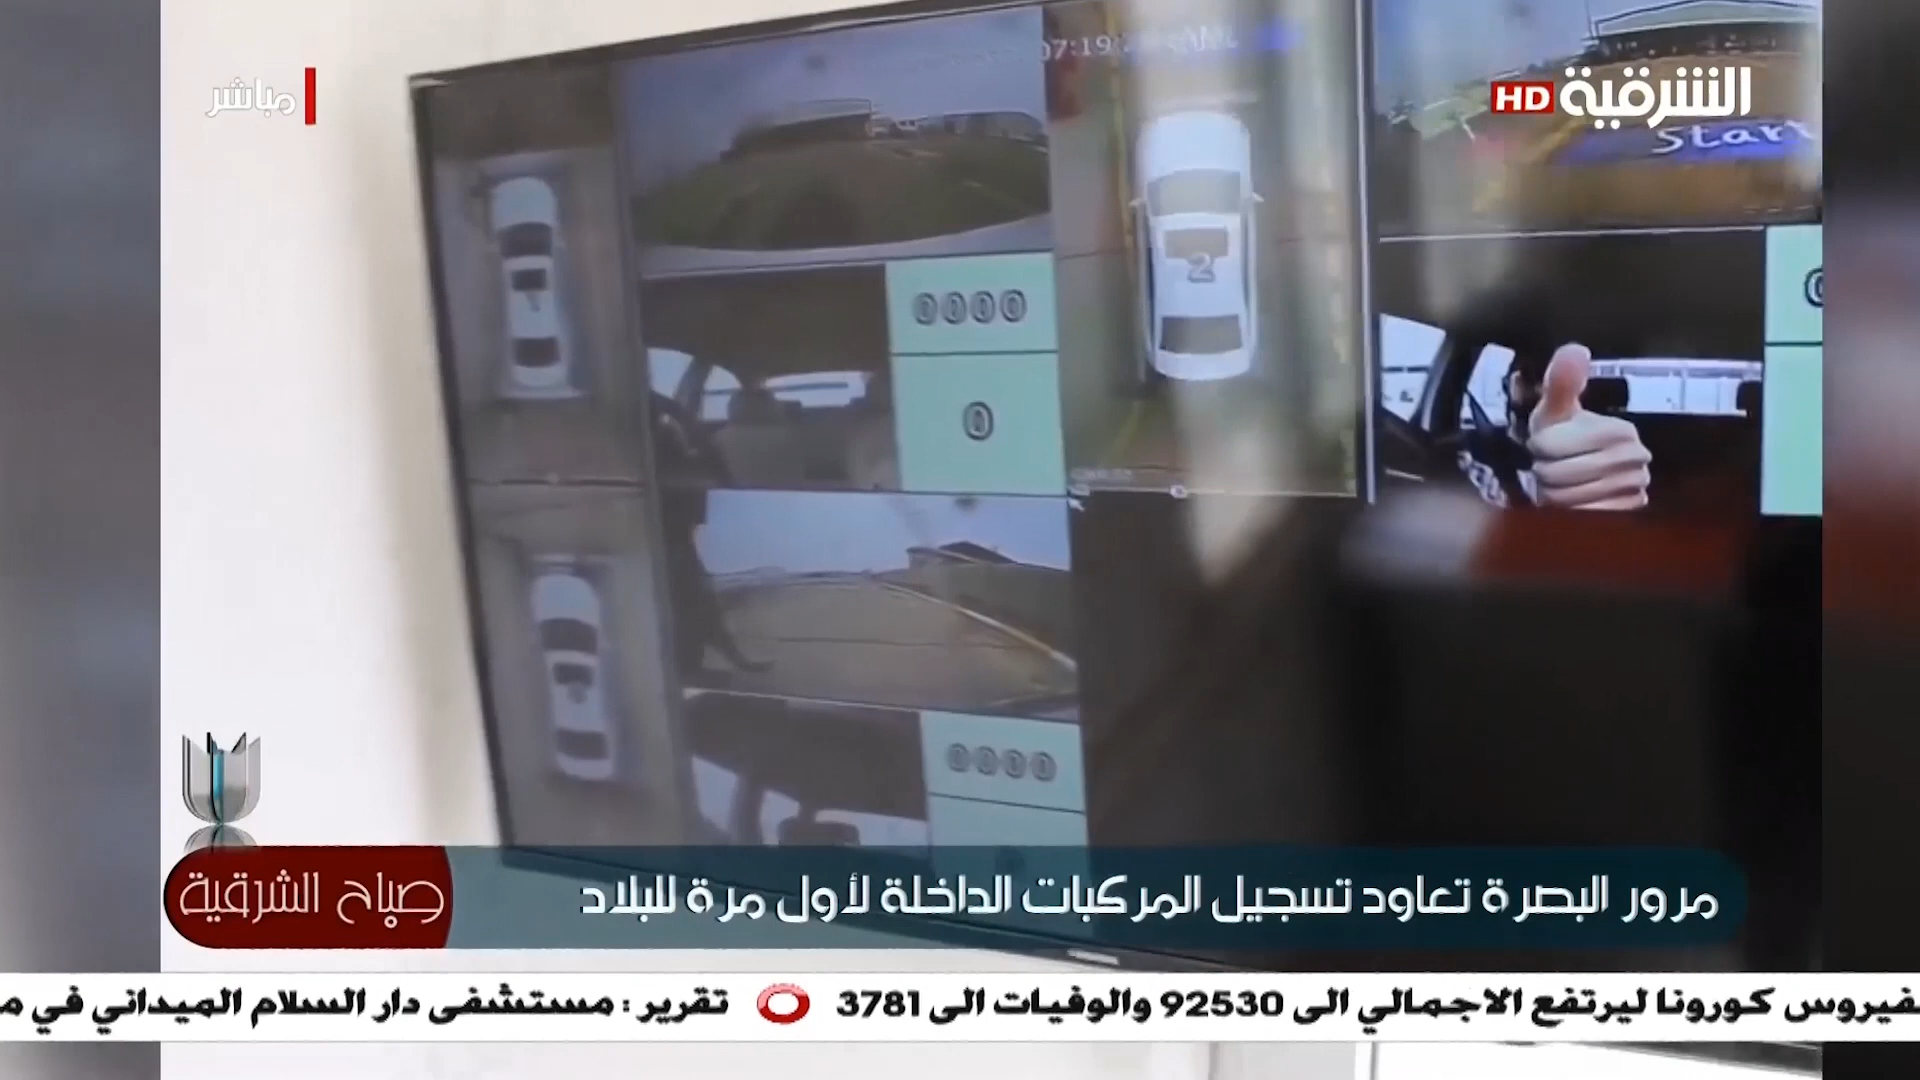 مباشر
الشرقية HD
07:19
Start
2
0000
0
0000
مرور البصرة تعاود تسجيل المركبات الداخلة لأول مرة للبلاد
صباح الشرقية
فيروس كورونا ليرتفع الاجمالي الى 92530 والوفيات الى 3781
تقرير : مستشفى دار السلام الميداني في